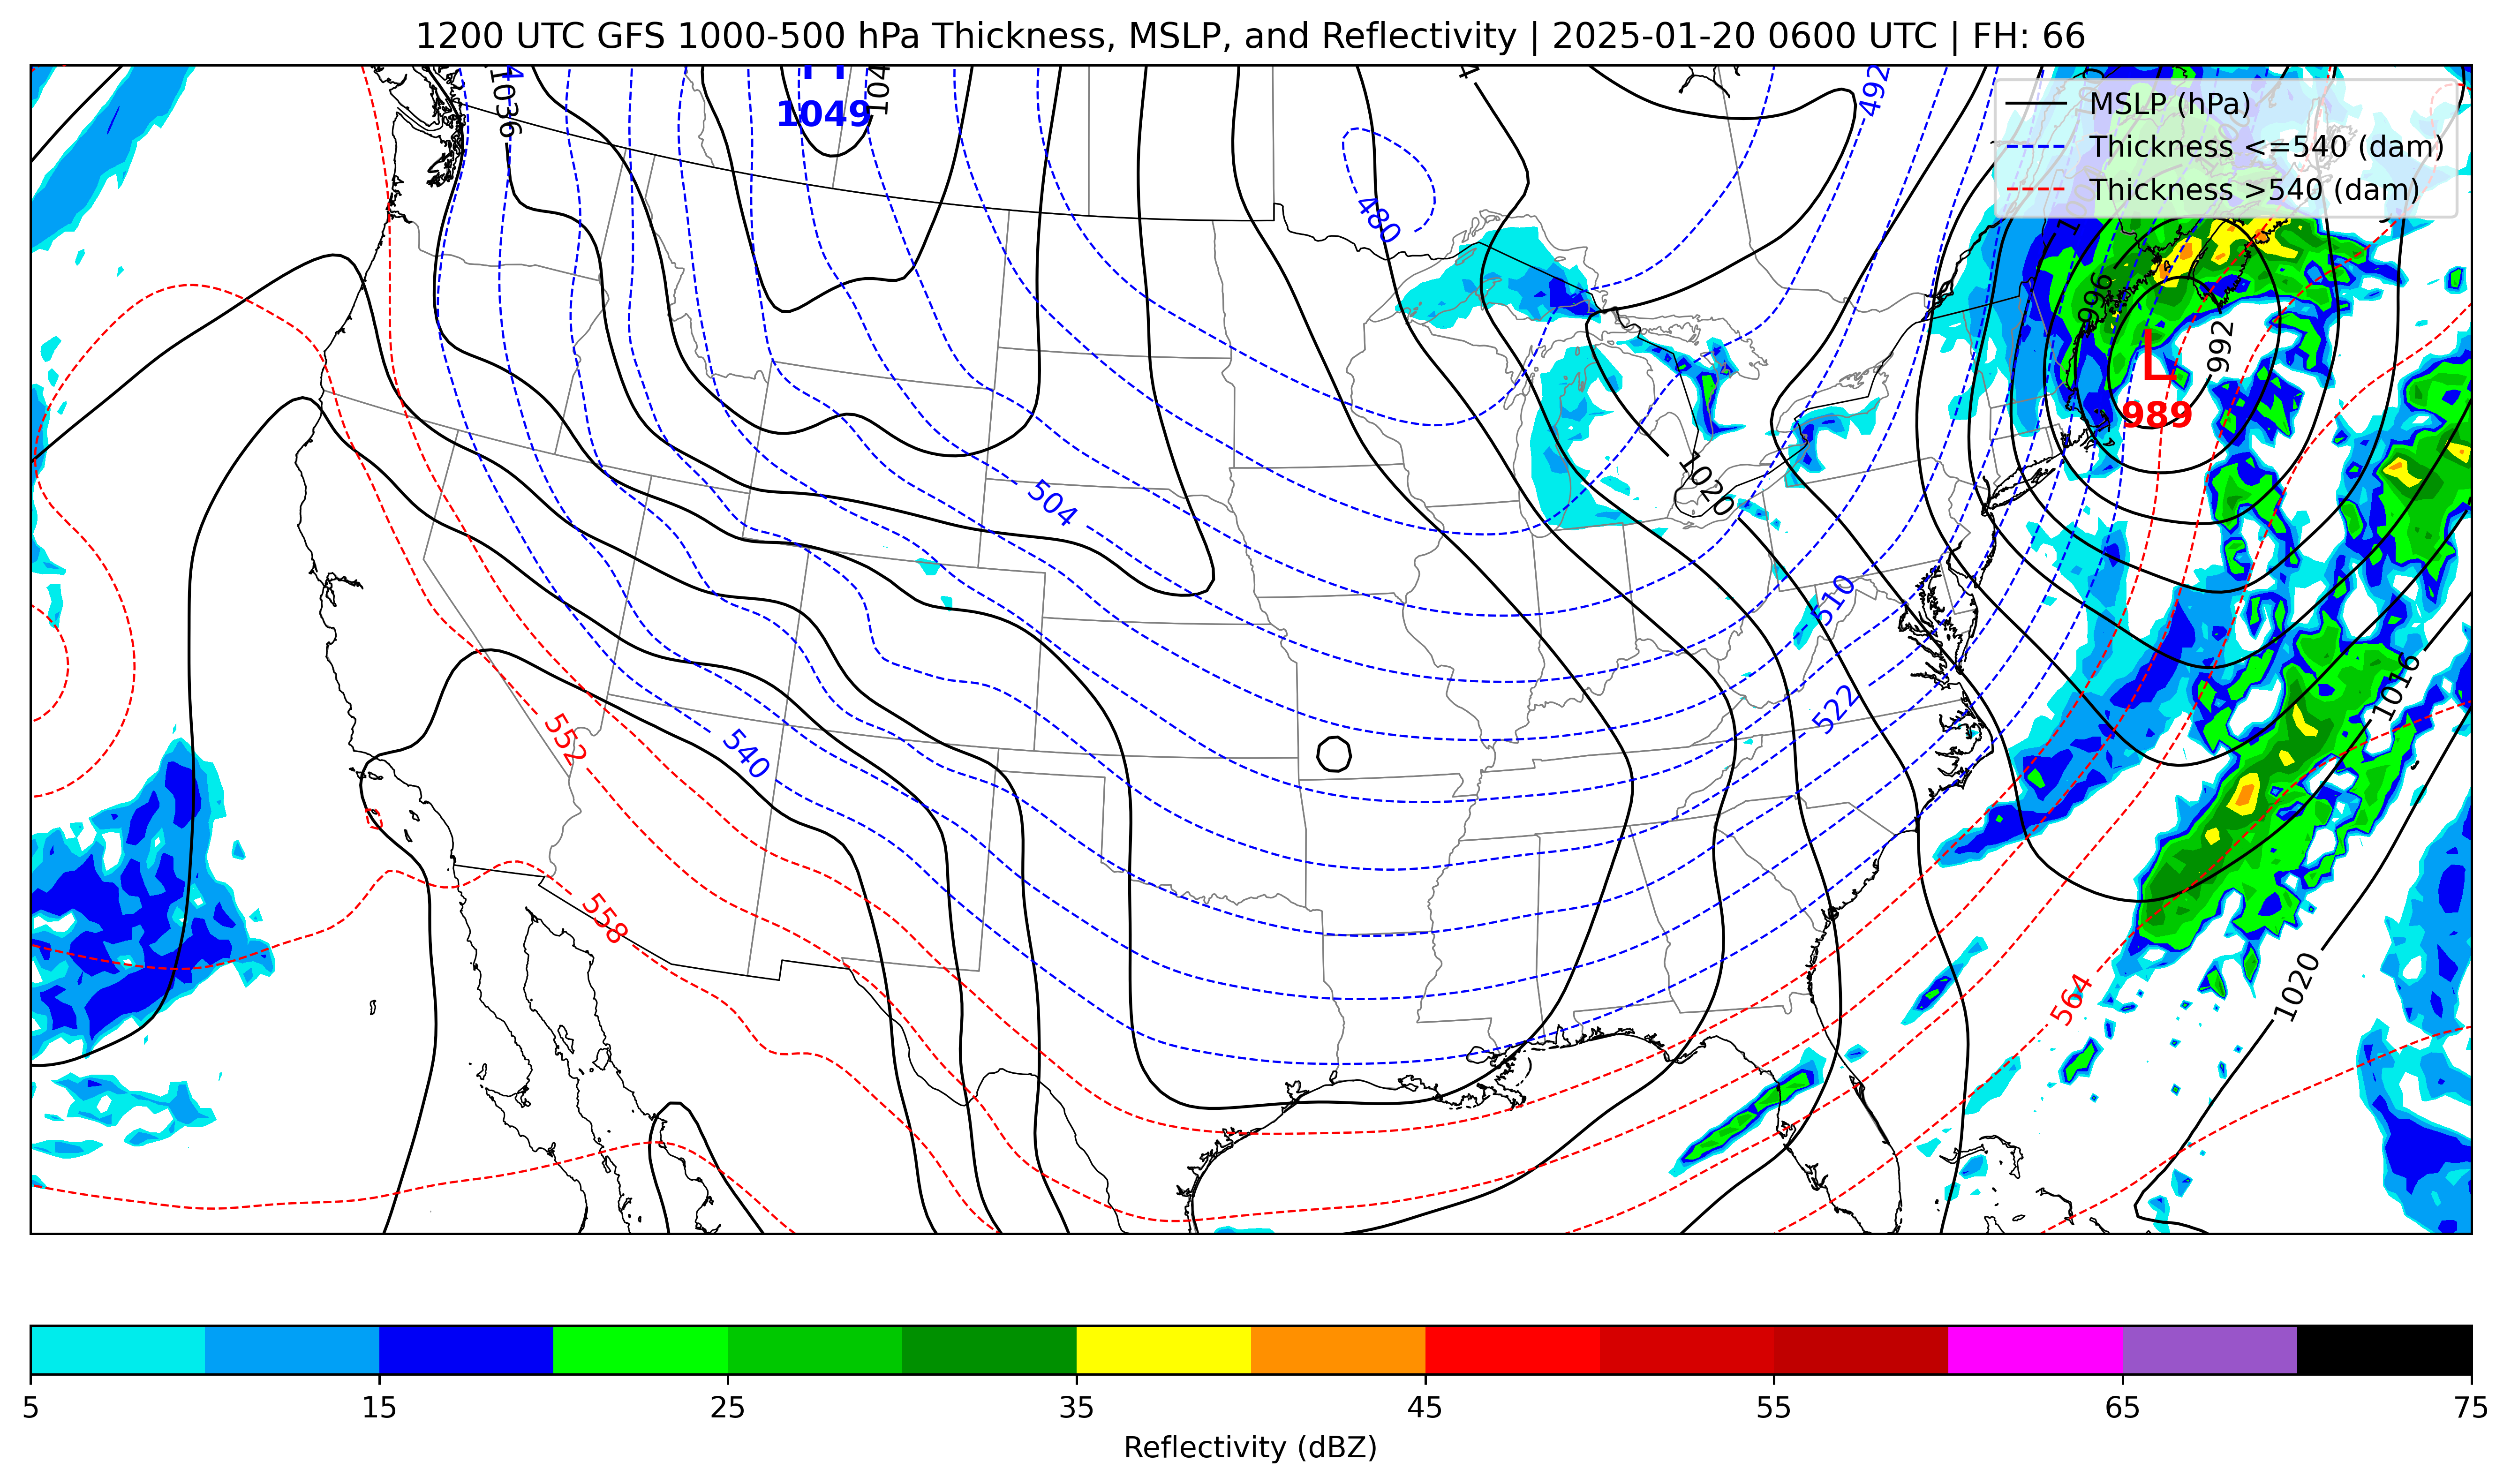 1200 UTC GFS 1000-500 hPa Thickness, MSLP, and Reflectivity | 2025-01-20 0600 UTC | FH: 66
MSLP (hPa)
Thickness <=540 (dam)
Thickness >540 (dam)
1036
1049
492
480
996
992
L
989
1020
504
510
522
1016
552
540
558
564
1020
5 15 25 35 45 55 65 75
Reflectivity (dBZ)